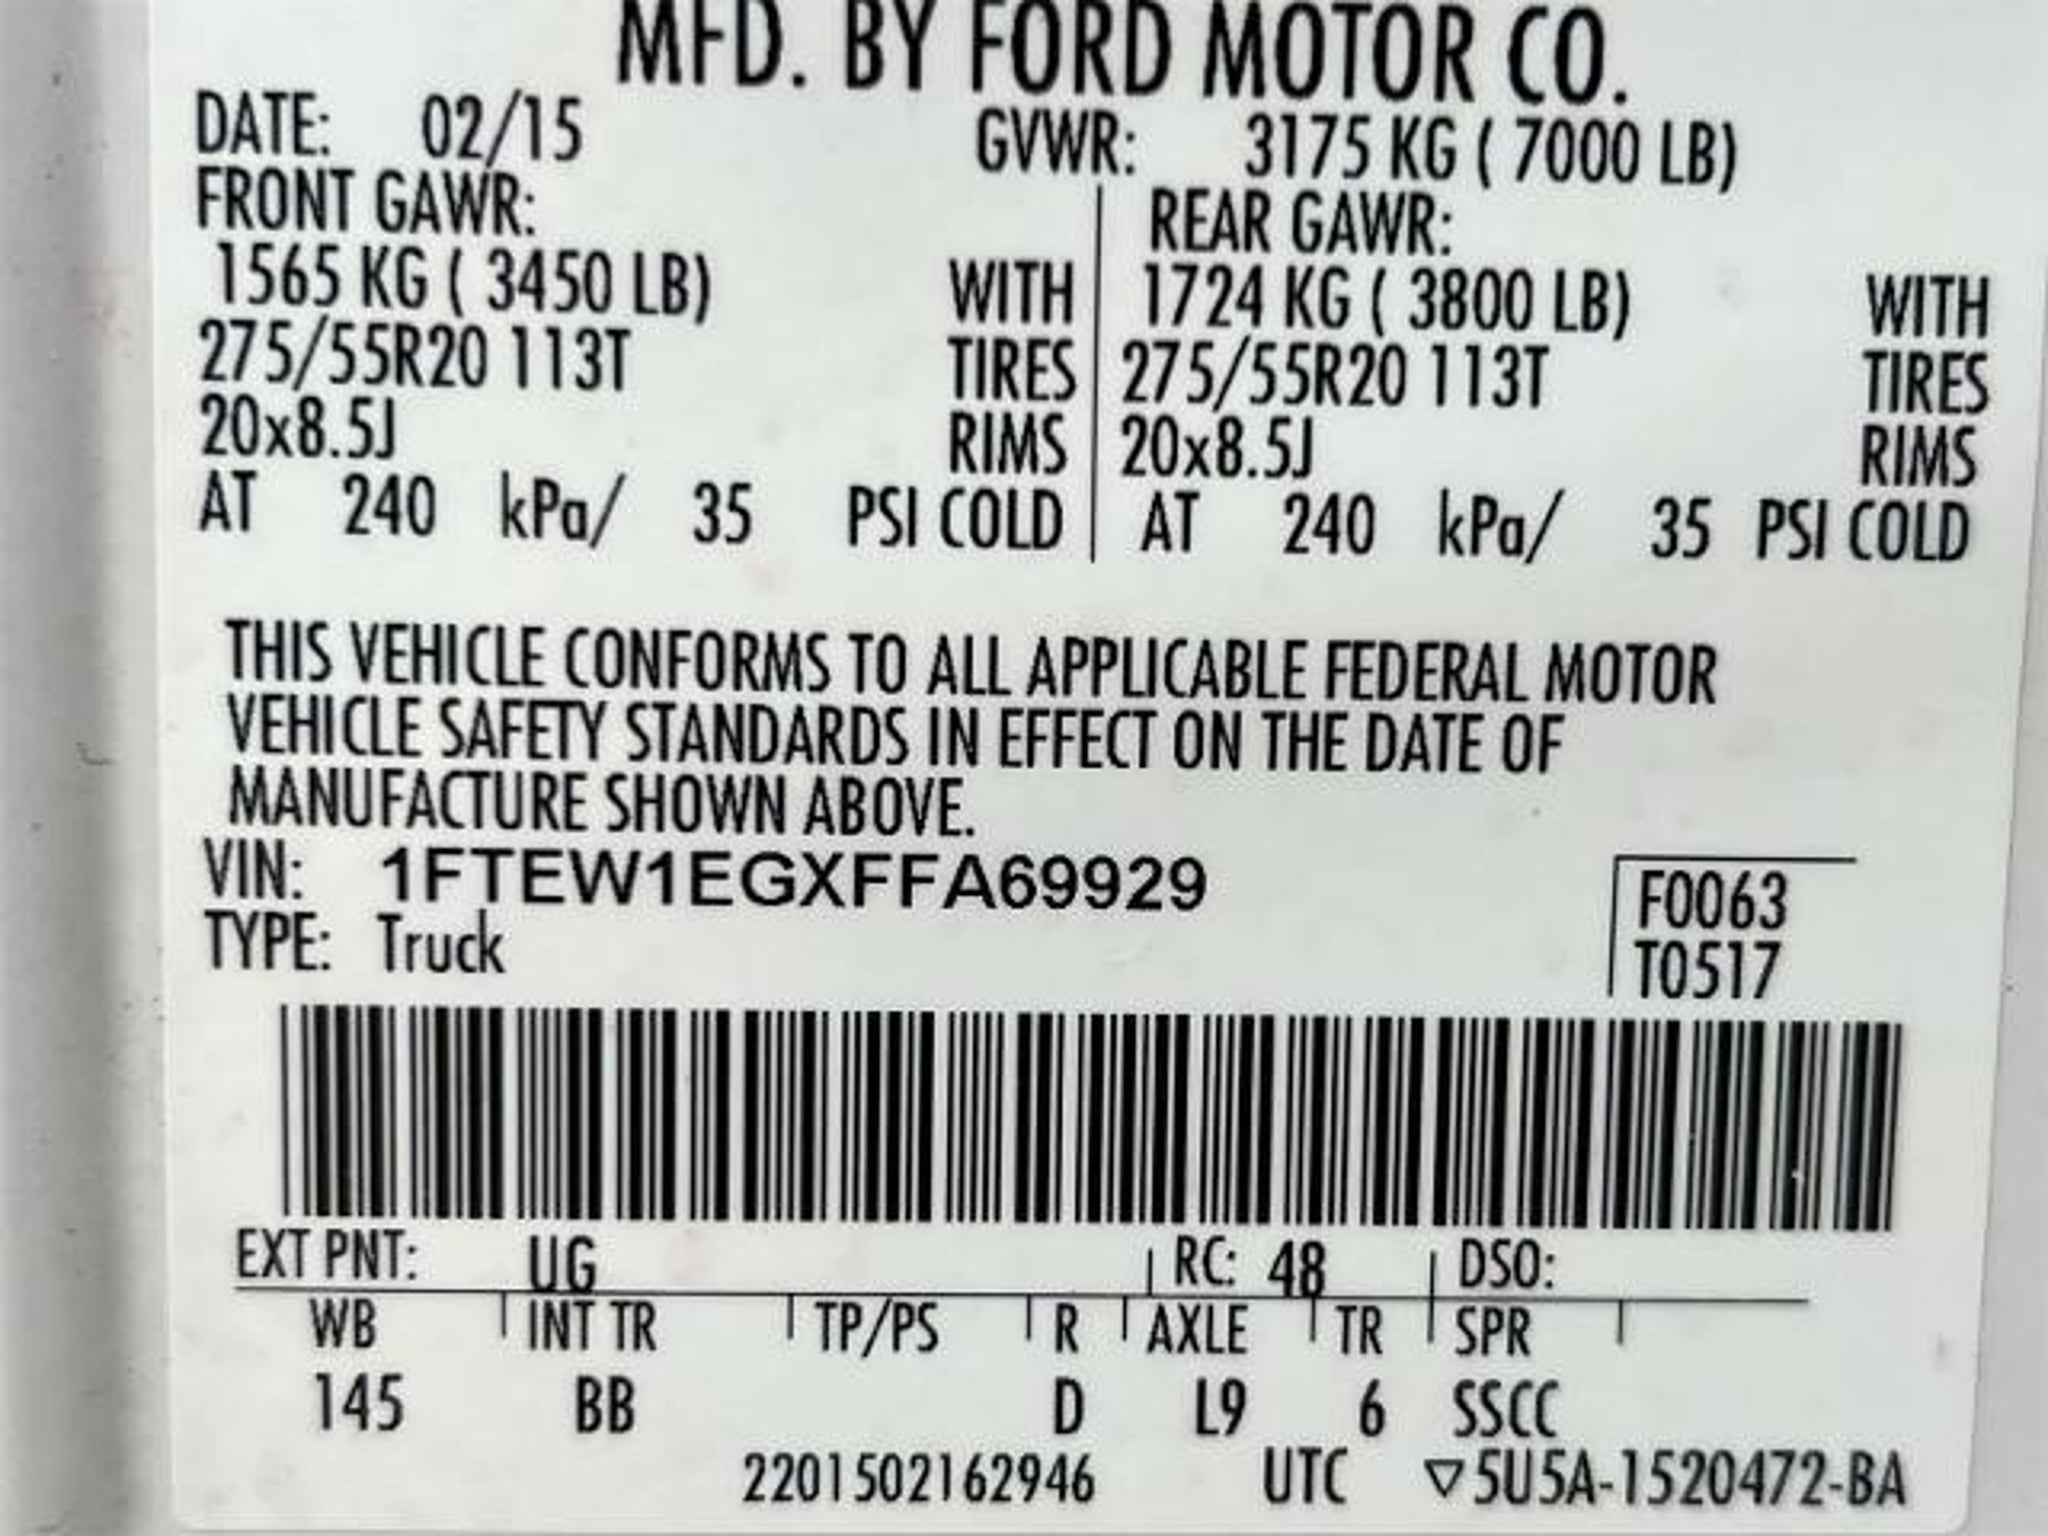 MFD. BY FORD MOTOR CO.
DATE: 02/15 GVWR: 3175 KG ( 7000 LB)
FRONT GAWR: REAR GAWR:
1565 KG ( 3450 LB) WITH 1724 KG ( 3800 LB) WITH
275/55R20 113T TIRES 275/55R20 113T TIRES
20x8.5J RIMS 20x8.5J RIMS
AT 240 kPa/ 35 PSI COLD AT 240 kPa/ 35 PSI COLD
THIS VEHICLE CONFORMS TO ALL APPLICABLE FEDERAL MOTOR
VEHICLE SAFETY STANDARDS IN EFFECT ON THE DATE OF
MANUFACTURE SHOWN ABOVE.
VIN: 1FTEW1EGXFFA69929 F0063
TYPE: Truck T0517
EXT PNT: UG RC: 48 DSO:
WB INT TR TP/PS R AXLE TR SPR
145 BB D L9 6 SSCC
2201502162946 UTC ▽5U5A-1520472-BA